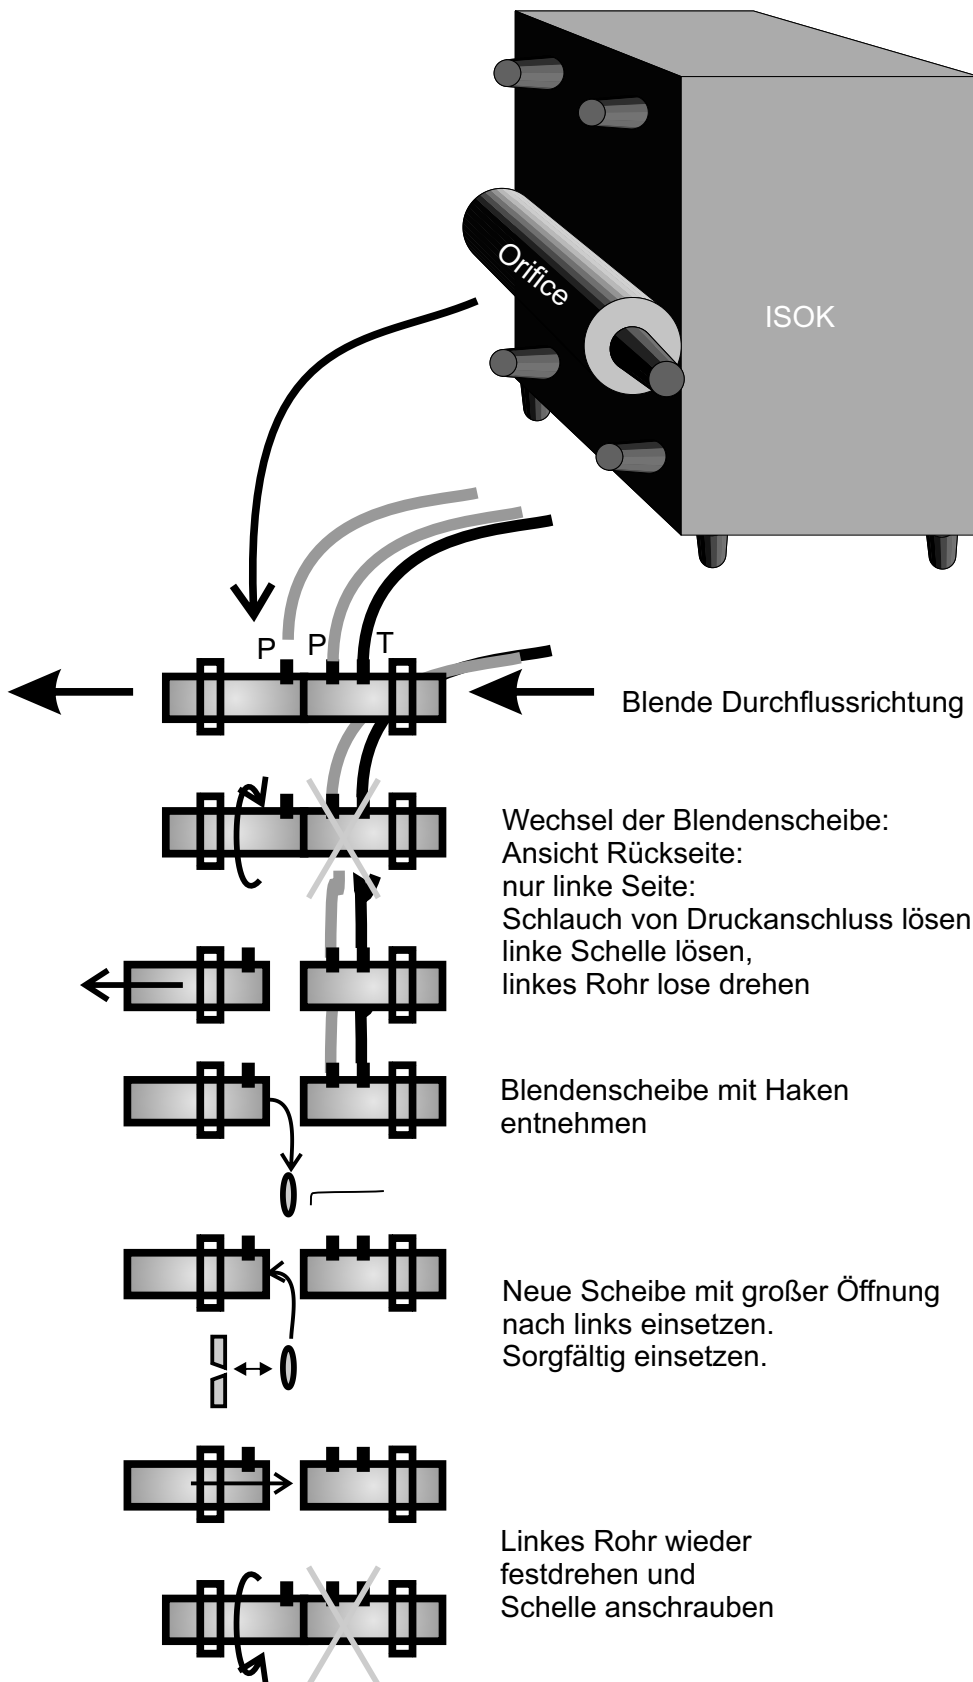 Orifice
ISOK
P P T
Blende Durchflussrichtung
Wechsel der Blendenscheibe:
Ansicht Rückseite:
nur linke Seite:
Schlauch von Druckanschluss lösen
linke Schelle lösen,
linkes Rohr lose drehen
Blendenscheibe mit Haken
entnehmen
Neue Scheibe mit großer Öffnung
nach links einsetzen.
Sorgfältig einsetzen.
Linkes Rohr wieder
festdrehen und
Schelle anschrauben